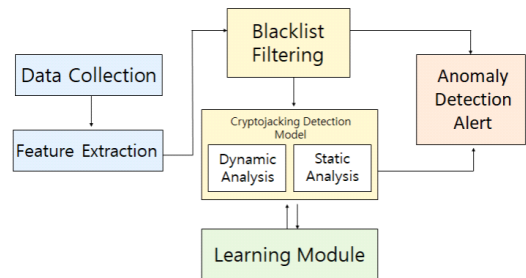 Data Collection
Feature Extraction
Blacklist
Filtering
Cryptojacking Detection
Model
Dynamic
Analysis
Static
Analysis
Learning Module
Anomaly
Detection
Alert